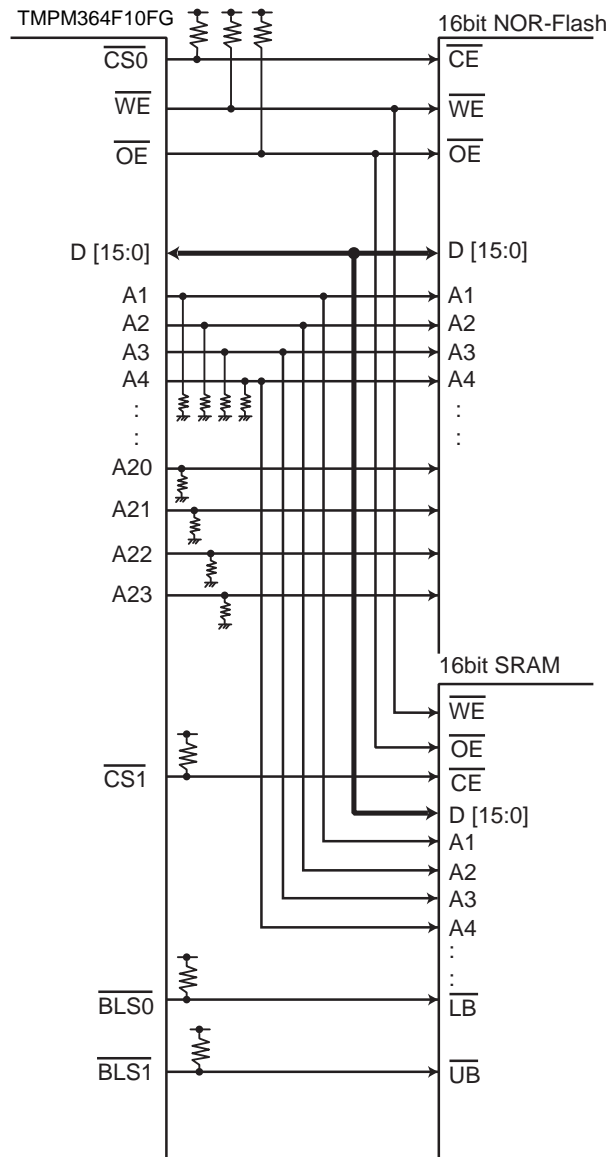 TMPM364F10FG
16bit NOR-Flash
CS0
CE
WE
WE
OE
OE
D [15:0]
D [15:0]
A1
A1
A2
A2
A3
A3
A4
A4
:
:
:
:
A20
A21
A22
A23
16bit SRAM
WE
OE
CS1
CE
D [15:0]
A1
A2
A3
A4
:
:
BLS0
LB
BLS1
UB